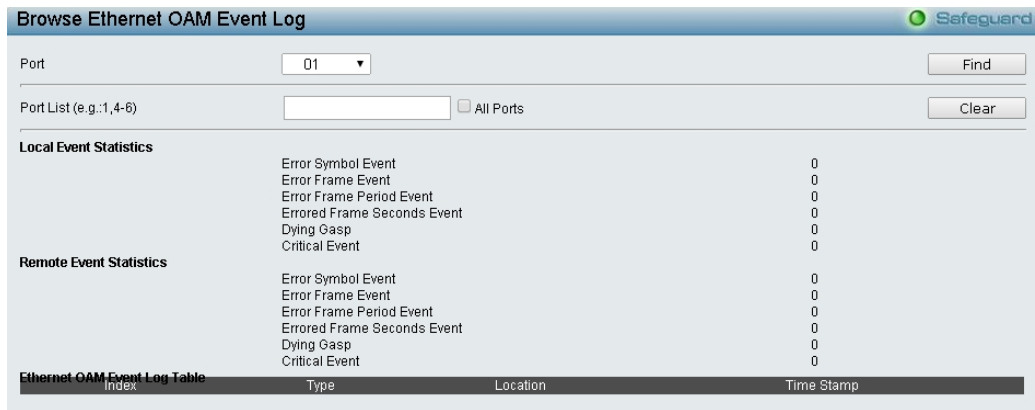 Browse Ethernet OAM Event Log
Safeguard
Port 01 Find
Port List (e.g.:1,4-6) All Ports Clear
Local Event Statistics
Error Symbol Event 0
Error Frame Event 0
Error Frame Period Event 0
Errored Frame Seconds Event 0
Dying Gasp 0
Critical Event 0
Remote Event Statistics
Error Symbol Event 0
Error Frame Event 0
Error Frame Period Event 0
Errored Frame Seconds Event 0
Dying Gasp 0
Critical Event 0
Ethernet OAM Event Log Table
Index Type Location Time Stamp